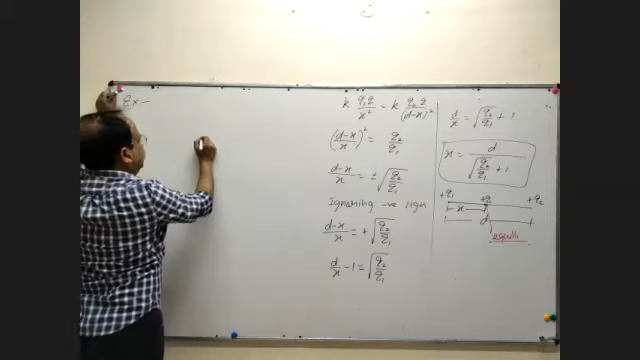 Ex:-
k q₁q/x² = k q₂q/(d-x)²
((d-x)/x)² = q₂/q₁
(d-x)/x = ± √(q₂/q₁)
Ignoring -ve sign
(d-x)/x = + √(q₂/q₁)
d/x - 1 = √(q₂/q₁)
d/x = √(q₂/q₁) + 1
x = d/(√(q₂/q₁) + 1)
+q₁ +q +q₂
x
d